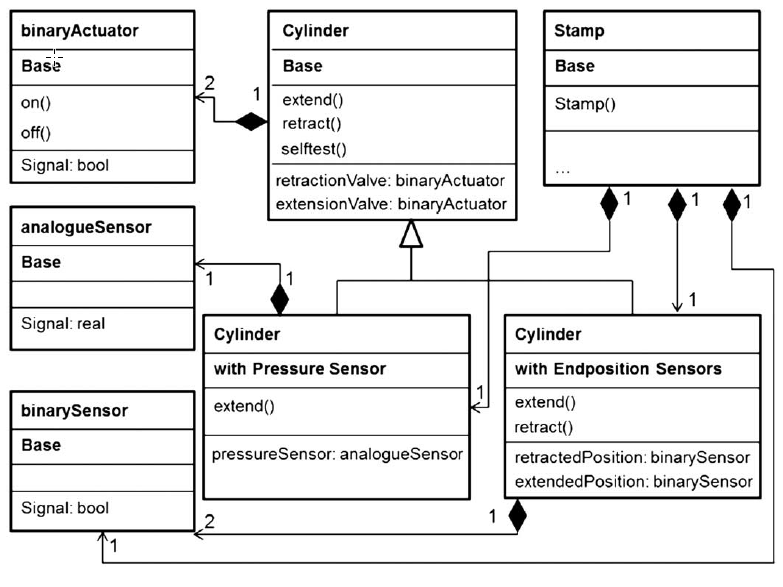 binaryActuator
Base
on()
off()
Signal: bool
2
1
Cylinder
Base
extend()
retract()
selftest()
retractionValve: binaryActuator
extensionValve: binaryActuator
Stamp
Base
Stamp()
...
1
1
1
analogueSensor
Base
Signal: real
1
1
Cylinder
with Pressure Sensor
extend()
pressureSensor: analogueSensor
1
1
Cylinder
with Endposition Sensors
extend()
retract()
retractedPosition: binarySensor
extendedPosition: binarySensor
binarySensor
Base
Signal: bool
2
1
1